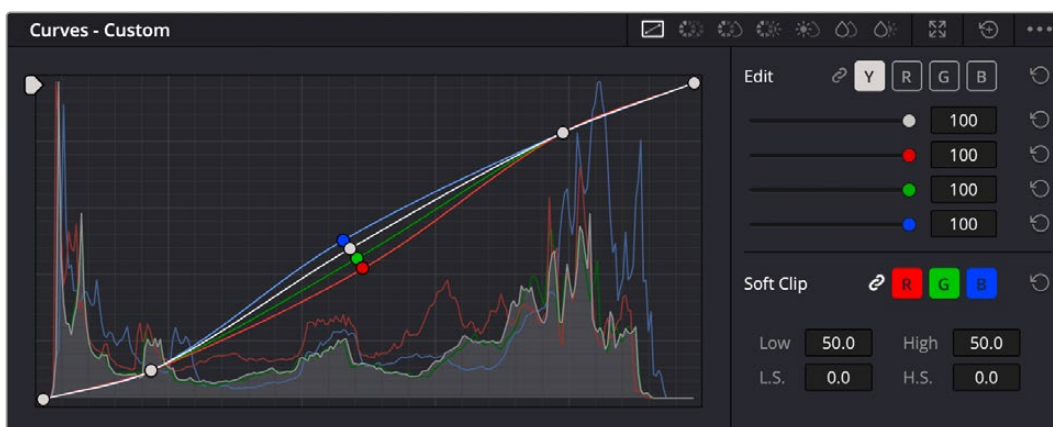 Curves - Custom
Edit Y R G B
100
100
100
100
Soft Clip R G B
Low 50.0 High 50.0
L.S. 0.0 H.S. 0.0